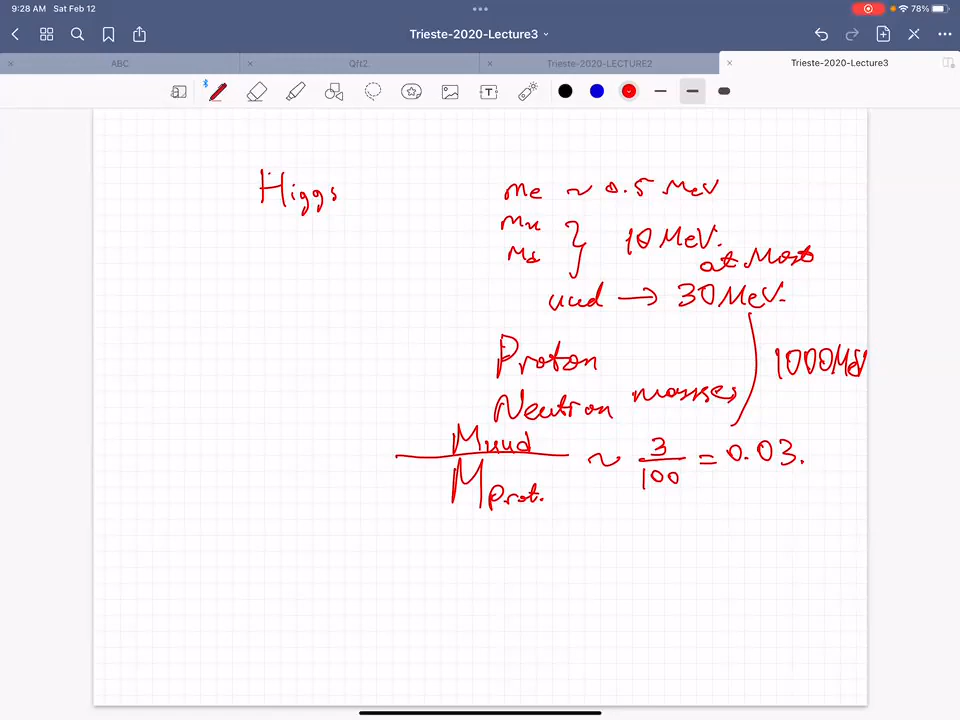 9:28 AM Sat Feb 12
78%
Trieste-2020-Lecture3
ABC
Qft2
Trieste-2020-LECTURE2
Trieste-2020-Lecture3
Higgs
me ~ 0.5 MeV
Mu
Md } 10 MeV.
at Most
uud → 30 MeV.
Proton
Neutron masses ) 1000 MeV
Muud / Mprot. ~ 3/100 = 0.03.